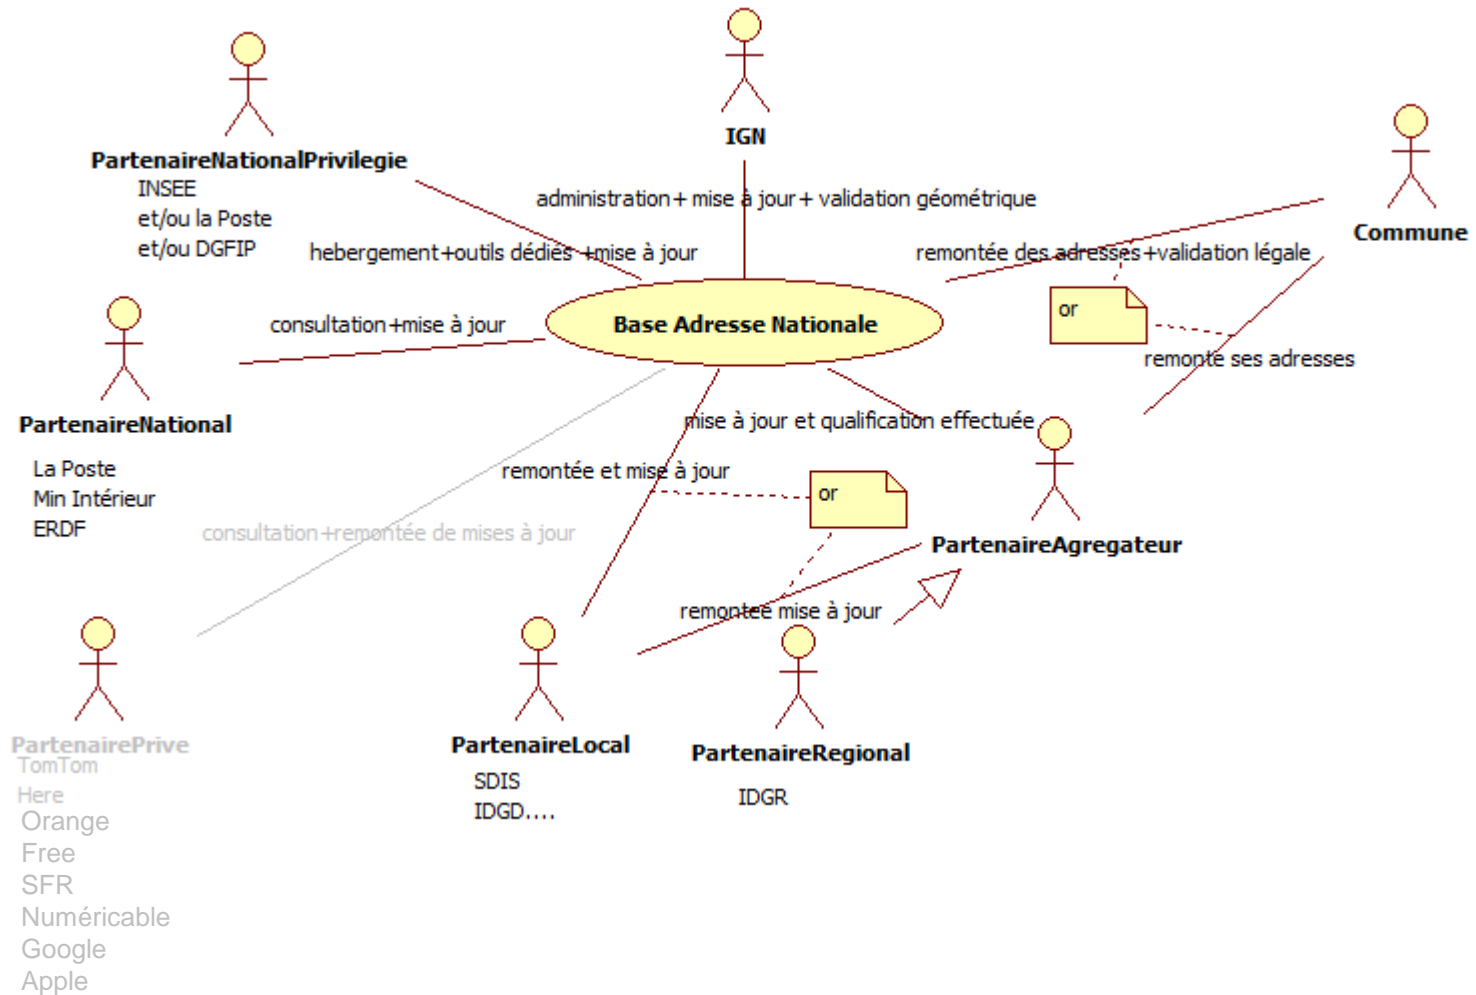 IGN
PartenaireNationalPrivilegie
INSEE
et/ou la Poste
et/ou DGFIP
administration+ mise à jour+ validation géométrique
Commune
hebergement+outils dédiés +mise à jour
remontée des adresses+validation légale
or
Base Adresse Nationale
consultation+mise à jour
remonte ses adresses
PartenaireNational
La Poste
Min Intérieur
ERDF
mise à jour et qualification effectuée
remontée et mise à jour
or
consultation+remontée de mises à jour
PartenaireAgregateur
remontée mise à jour
PartenairePrive
TomTom
Here
Orange
Free
SFR
Numéricable
Google
Apple
PartenaireLocal
SDIS
IDGD....
PartenaireRegional
IDGR